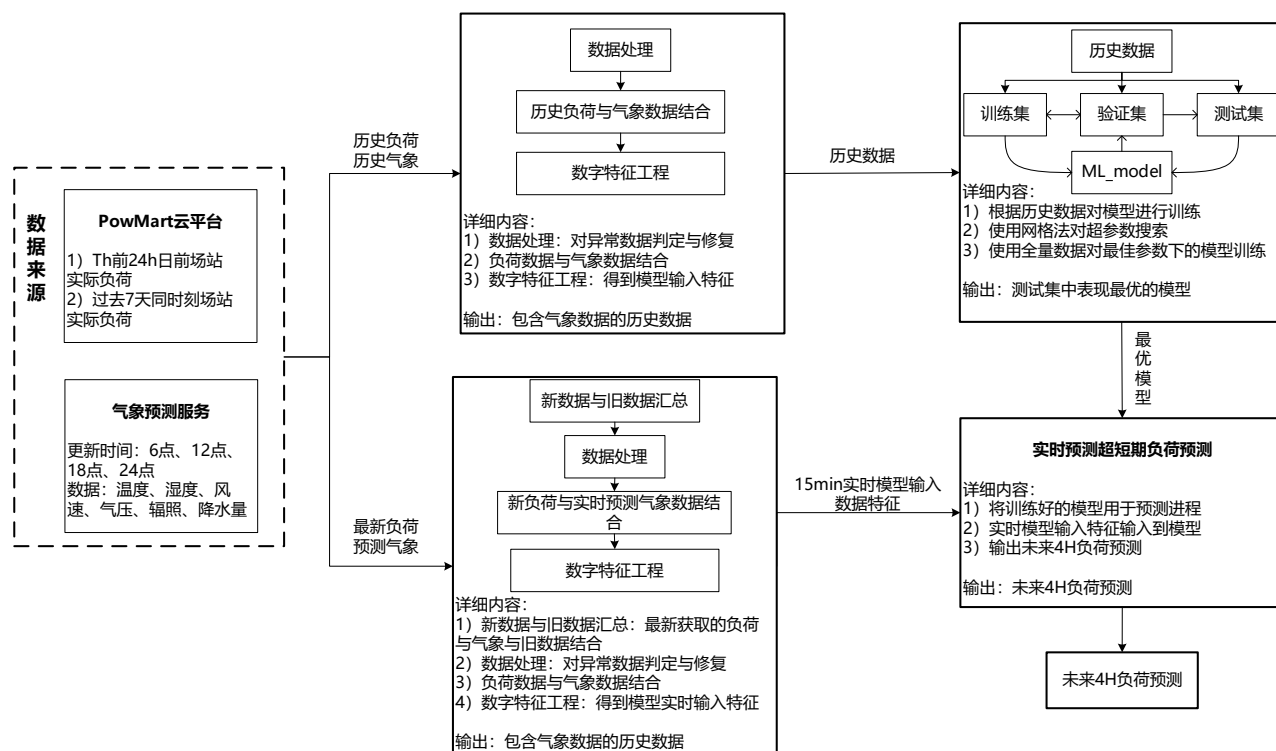 数据来源
PowMart云平台
1）Th前24h日前场站
实际负荷
2）过去7天同时刻场站
实际负荷
气象预测服务
更新时间：6点、12点、
18点、24点
数据：温度、湿度、风
速、气压、辐照、降水量
历史负荷
历史气象
最新负荷
预测气象
数据处理
历史负荷与气象数据结合
数字特征工程
详细内容：
1）数据处理：对异常数据判定与修复
2）负荷数据与气象数据结合
3）数字特征工程：得到模型输入特征
输出：包含气象数据的历史数据
新数据与旧数据汇总
数据处理
新负荷与实时预测气象数据结
合
数字特征工程
详细内容：
1）新数据与旧数据汇总：最新获取的负荷
与气象与旧数据结合
2）数据处理：对异常数据判定与修复
3）负荷数据与气象数据结合
4）数字特征工程：得到模型实时输入特征
输出：包含气象数据的历史数据
历史数据
15min实时模型输入
数据特征
历史数据
训练集
验证集
测试集
ML_model
详细内容：
1）根据历史数据对模型进行训练
2）使用网格法对超参数搜索
3）使用全量数据对最佳参数下的模型训练
输出：测试集中表现最优的模型
最优模型
实时预测超短期负荷预测
详细内容：
1）将训练好的模型用于预测进程
2）实时模型输入特征输入到模型
3）输出未来4H负荷预测
输出：未来4H负荷预测
未来4H负荷预测